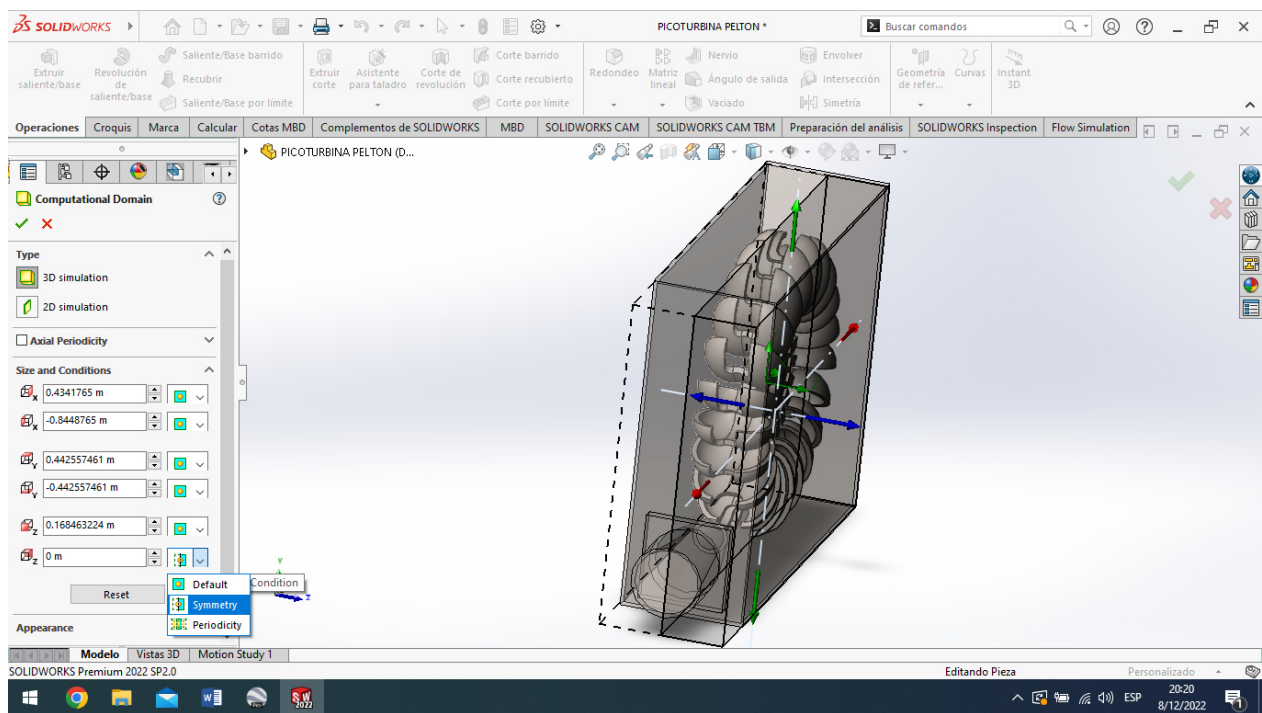 SOLIDWORKS
PICOTURBINA PELTON *
Buscar comandos
Extruir saliente/base
Revolución de saliente/base
Saliente/Base barrido
Recubrir
Saliente/Base por límite
Extruir corte
Asistente para taladro
Corte de revolución
Corte barrido
Corte recubierto
Corte por límite
Redondeo
Matriz lineal
Nervio
Ángulo de salida
Vaciado
Envolver
Intersección
Simetría
Geometría de refer...
Curvas
Instant 3D
Operaciones Croquis Marca Calcular Cotas MBD Complementos de SOLIDWORKS MBD SOLIDWORKS CAM SOLIDWORKS CAM TBM Preparación del análisis SOLIDWORKS Inspection Flow Simulation
PICOTURBINA PELTON (D...
Computational Domain
Type
3D simulation
2D simulation
Axial Periodicity
Size and Conditions
X 0.4341765 m
X -0.8448765 m
Y 0.442557461 m
Y -0.442557461 m
Z 0.168463224 m
Z 0 m
Reset
Default
Condition
Symmetry
Periodicity
Appearance
Y
Z
Modelo Vistas 3D Motion Study 1
SOLIDWORKS Premium 2022 SP2.0
Editando Pieza
Personalizado
ESP
20:20
8/12/2022